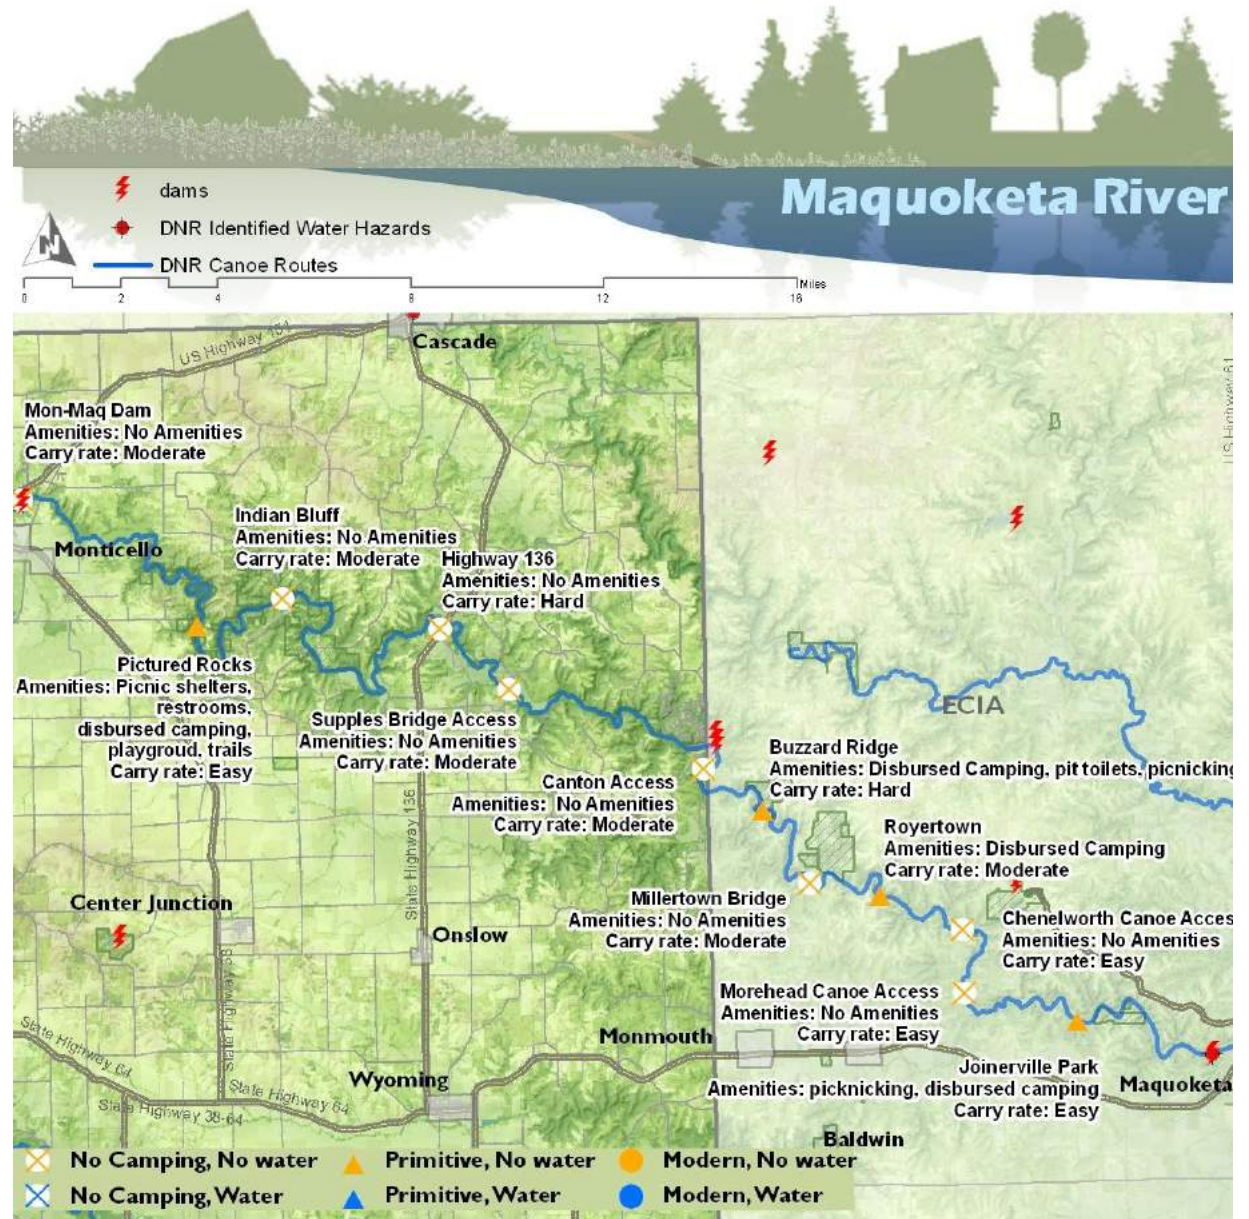 Maquoketa River
dams
DNR Identified Water Hazards
DNR Canoe Routes
N
0 2 4 8 12 16 Miles
US Highway 151
Cascade
US Highway 61
Mon-Maq Dam
Amenities: No Amenities
Carry rate: Moderate
Monticello
Indian Bluff
Amenities: No Amenities
Carry rate: Moderate
Highway 136
Amenities: No Amenities
Carry rate: Hard
Pictured Rocks
Amenities: Picnic shelters,
restrooms,
disbursed camping,
playgroud, trails
Carry rate: Easy
Supples Bridge Access
Amenities: No Amenities
Carry rate: Moderate
ECIA
Canton Access
Amenities: No Amenities
Carry rate: Moderate
Buzzard Ridge
Amenities: Disbursed Camping, pit toilets, picnicking
Carry rate: Hard
Royertown
Amenities: Disbursed Camping
Carry rate: Moderate
State Highway 136
Millertown Bridge
Amenities: No Amenities
Carry rate: Moderate
Center Junction
Onslow
Chenelworth Canoe Acces
Amenities: No Amenities
Carry rate: Easy
State Highway 38
Morehead Canoe Access
Amenities: No Amenities
Carry rate: Easy
Monmouth
State Highway 64
Joinerville Park
Amenities: picknicking, disbursed camping
Carry rate: Easy
Maquoketa
Wyoming
State Highway 64
State Highway 38-64
Baldwin
No Camping, No water
Primitive, No water
Modern, No water
No Camping, Water
Primitive, Water
Modern, Water